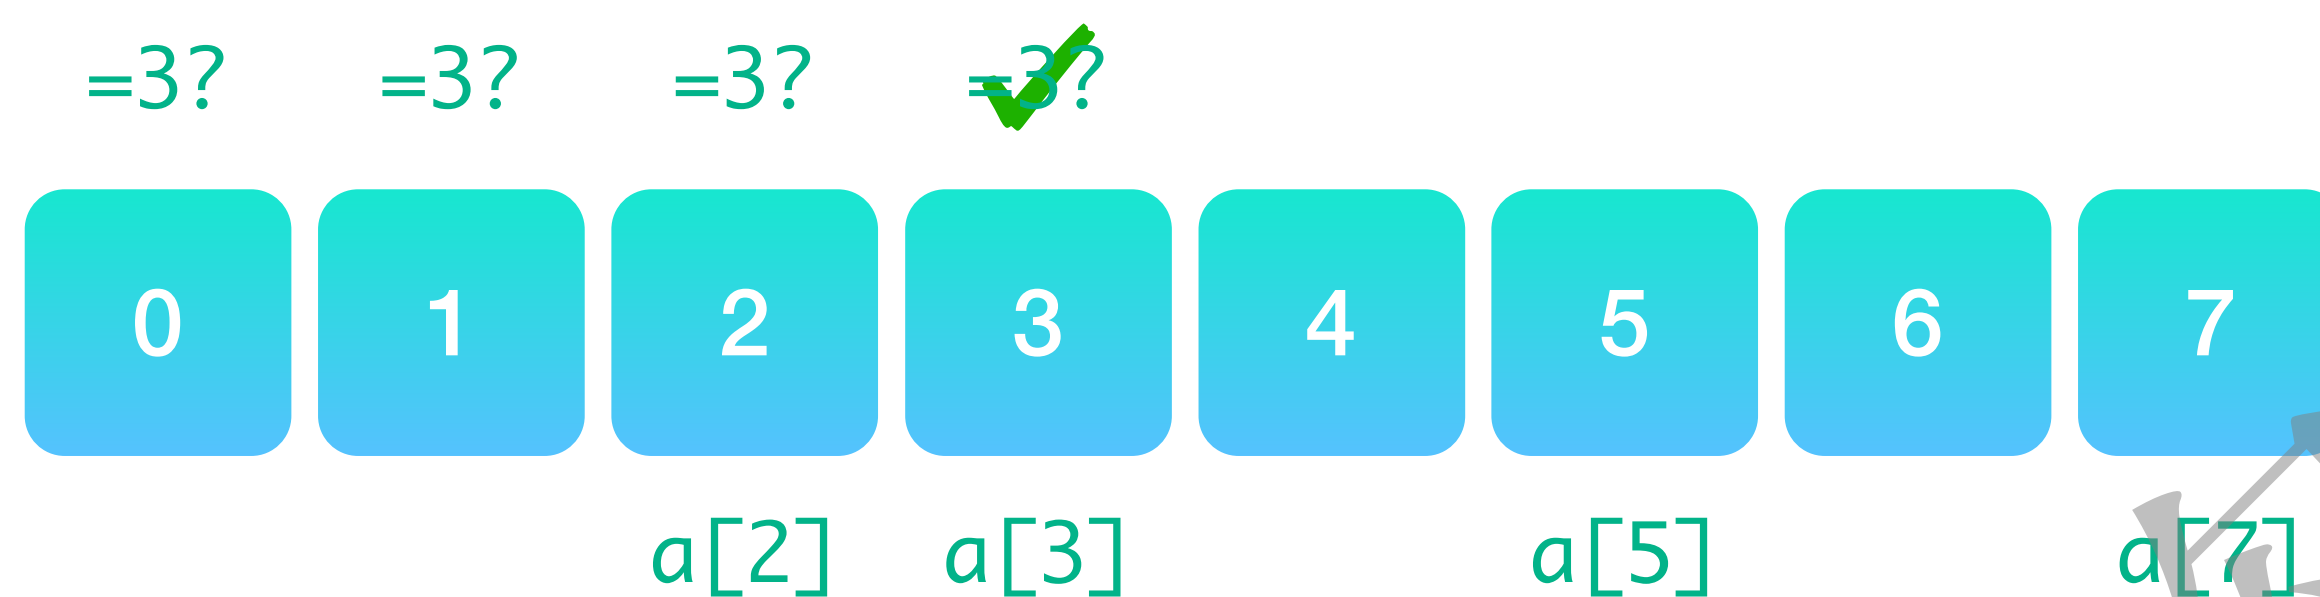 =3? =3? =3? =3?
0 1 2 3 4 5 6 7
a[2] a[3] a[5] a[7]